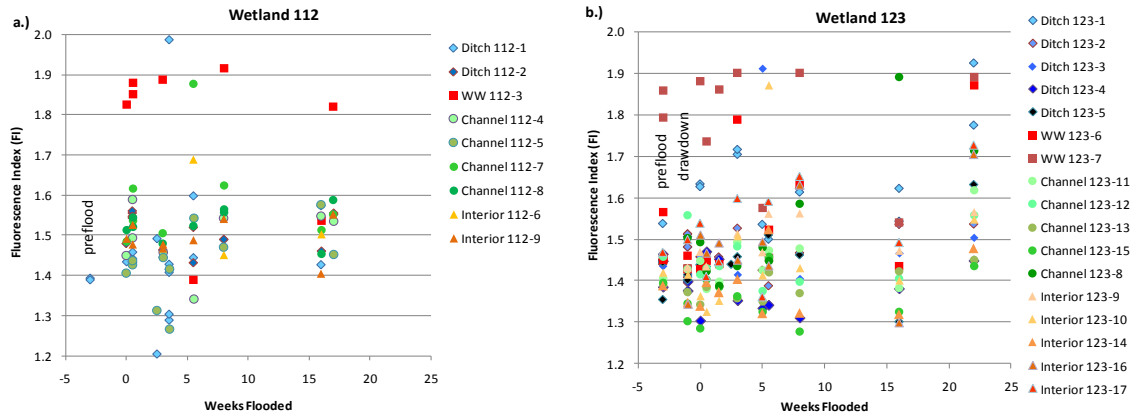 a.)
Wetland 112
Fluorescence Index (FI)
2.0
1.9
1.8
1.7
1.6
1.5
1.4
1.3
1.2
preflood
-5 0 5 10 15 20 25
Weeks Flooded
Ditch 112-1
Ditch 112-2
WW 112-3
Channel 112-4
Channel 112-5
Channel 112-7
Channel 112-8
Interior 112-6
Interior 112-9
b.)
Wetland 123
Fluorescence Index (FI)
2.0
1.9
1.8
1.7
1.6
1.5
1.4
1.3
1.2
preflood
drawdown
-5 0 5 10 15 20 25
Weeks Flooded
Ditch 123-1
Ditch 123-2
Ditch 123-3
Ditch 123-4
Ditch 123-5
WW 123-6
WW 123-7
Channel 123-11
Channel 123-12
Channel 123-13
Channel 123-15
Channel 123-8
Interior 123-9
Interior 123-10
Interior 123-14
Interior 123-16
Interior 123-17